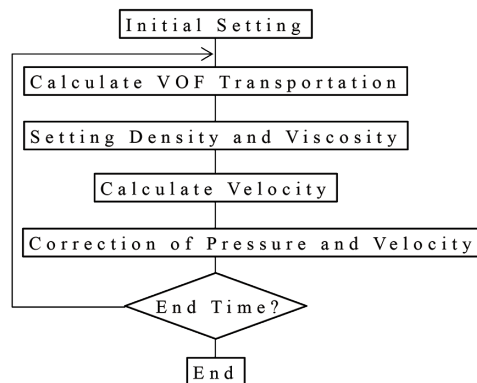 Initial Setting
Calculate VOF Transportation
Setting Density and Viscosity
Calculate Velocity
Correction of Pressure and Velocity
End Time?
End